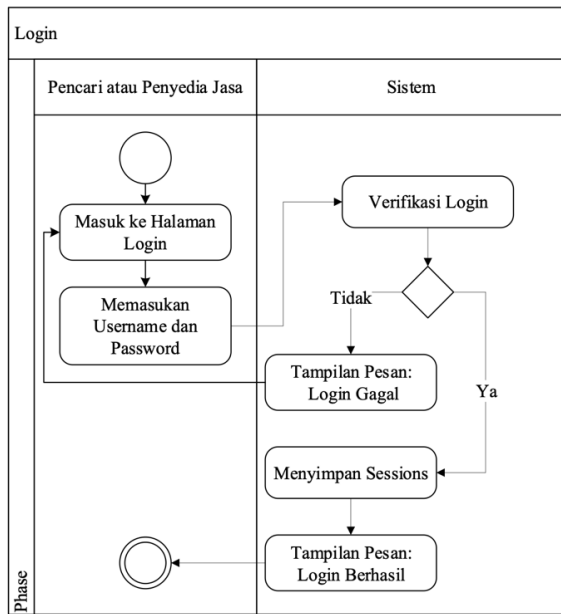 Login
Pencari atau Penyedia Jasa
Sistem
Masuk ke Halaman
Login
Memasukan
Username dan
Password
Verifikasi Login
Tidak
Tampilan Pesan:
Login Gagal
Ya
Menyimpan Sessions
Tampilan Pesan:
Login Berhasil
Phase